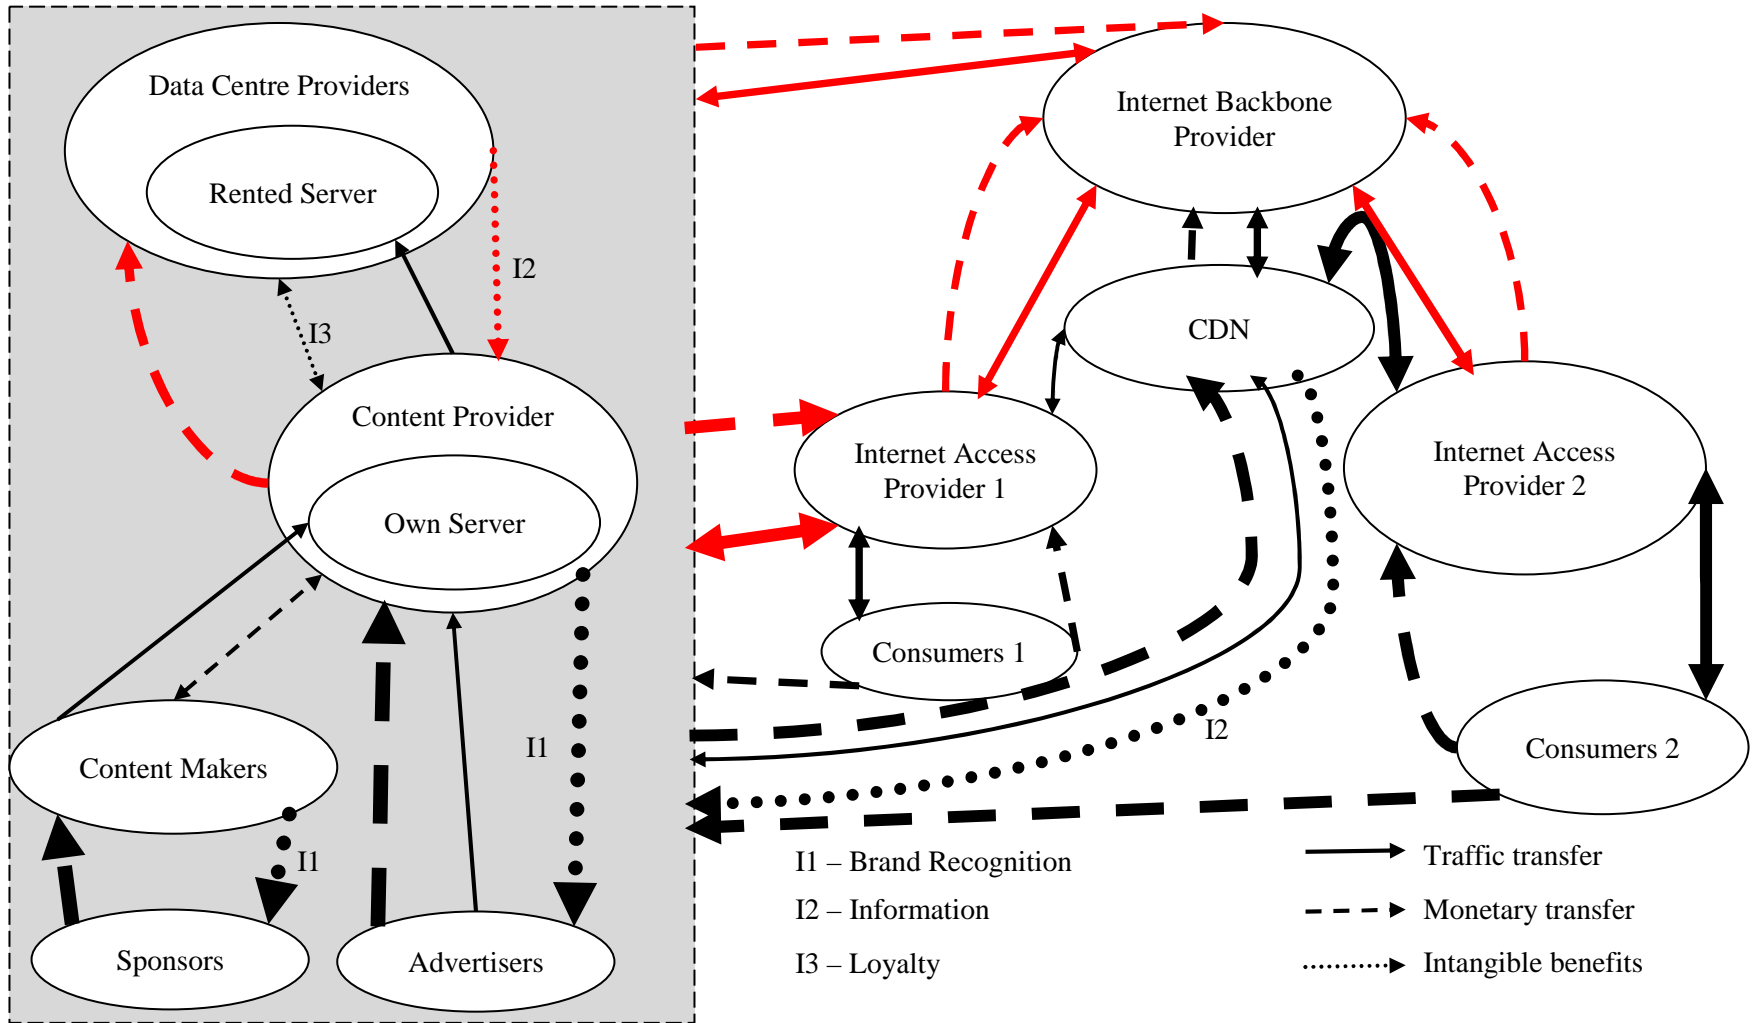 Data Centre Providers
Rented Server
I2
I3
Content Provider
Own Server
Content Makers
I1
I1
Sponsors
Advertisers
Internet Backbone
Provider
CDN
Internet Access
Provider 1
Internet Access
Provider 2
Consumers 1
I2
Consumers 2
I1 – Brand Recognition
I2 – Information
I3 – Loyalty
Traffic transfer
Monetary transfer
Intangible benefits